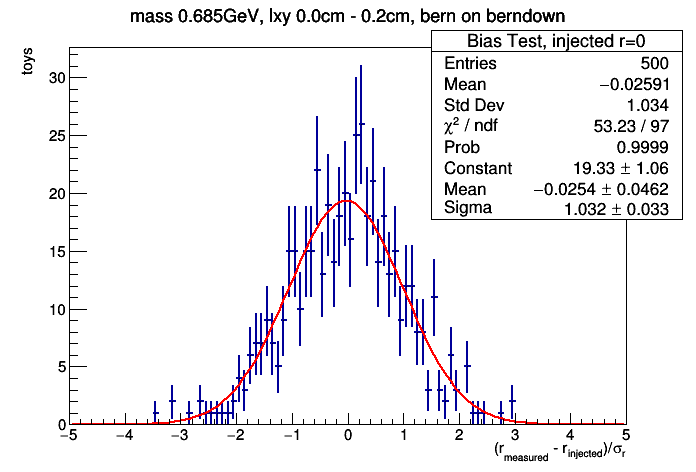 mass 0.685GeV, lxy 0.0cm - 0.2cm, bern on berndown
Bias Test, injected r=0
Entries 500
Mean −0.02591
Std Dev 1.034
χ² / ndf 53.23 / 97
Prob 0.9999
Constant 19.33 ± 1.06
Mean −0.0254 ± 0.0462
Sigma 1.032 ± 0.033
toys
30
25
20
15
10
5
0
−5 −4 −3 −2 −1 0 1 2 3 4 5
(r_measured - r_injected)/σ_r